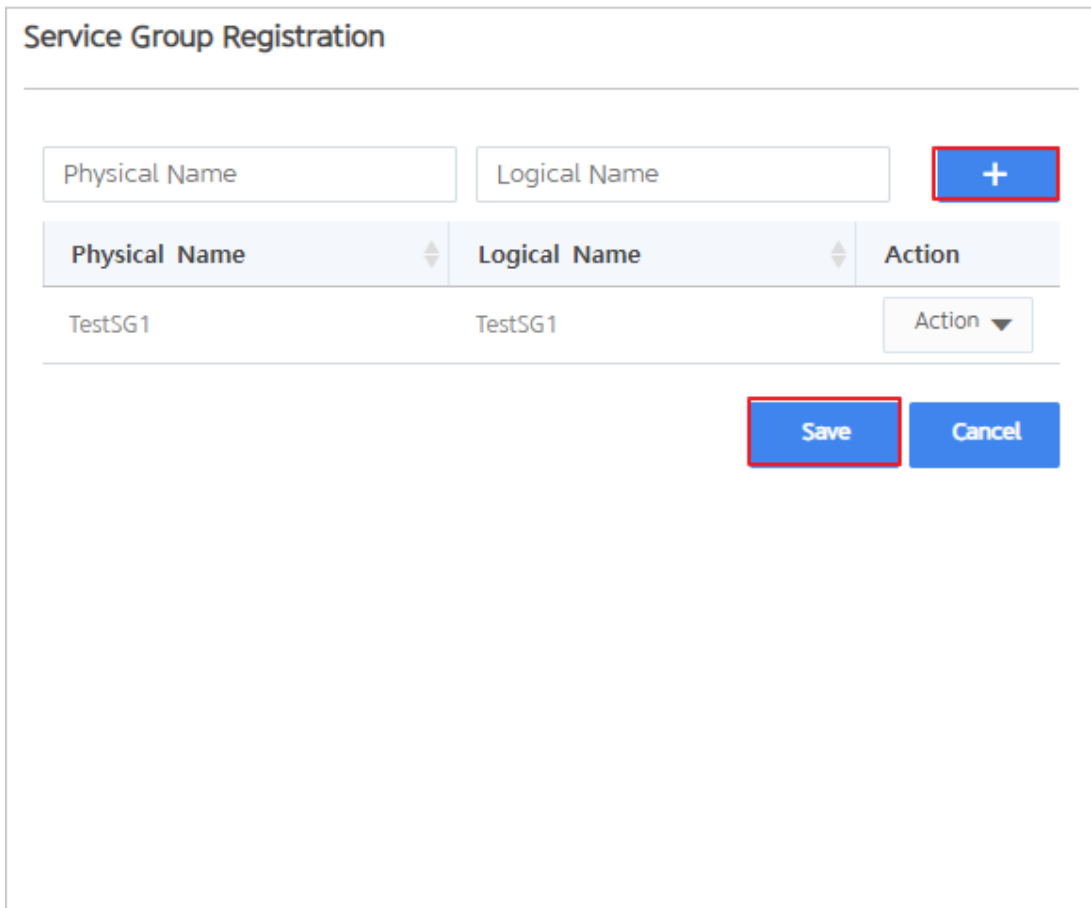 Service Group Registration
Physical Name Logical Name +
Physical Name Logical Name Action
TestSG1 TestSG1 Action
Save Cancel